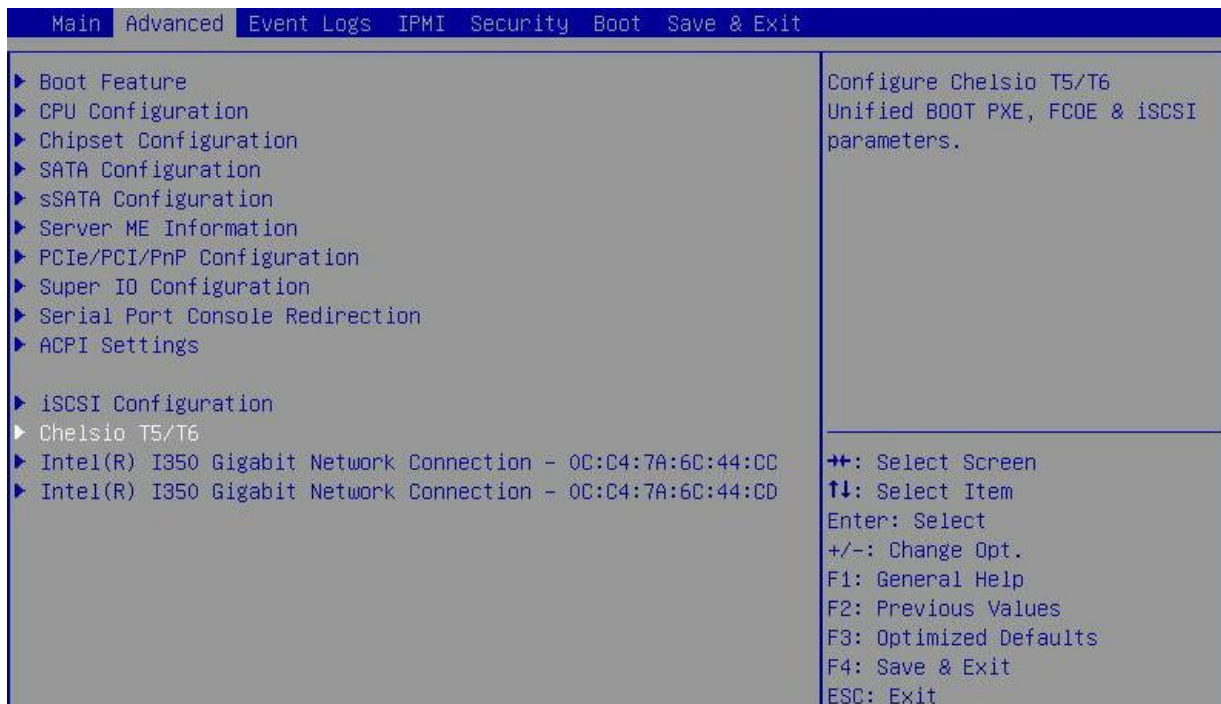 Main Advanced Event Logs IPMI Security Boot Save & Exit
Boot Feature
CPU Configuration
Chipset Configuration
SATA Configuration
sSATA Configuration
Server ME Information
PCIe/PCI/PnP Configuration
Super IO Configuration
Serial Port Console Redirection
ACPI Settings
iSCSI Configuration
Chelsio T5/T6
Intel(R) I350 Gigabit Network Connection - 0C:C4:7A:6C:44:CC
Intel(R) I350 Gigabit Network Connection - 0C:C4:7A:6C:44:CD
Configure Chelsio T5/T6
Unified BOOT PXE, FCOE & iSCSI
parameters.
→←: Select Screen
↑↓: Select Item
Enter: Select
+/-: Change Opt.
F1: General Help
F2: Previous Values
F3: Optimized Defaults
F4: Save & Exit
ESC: Exit